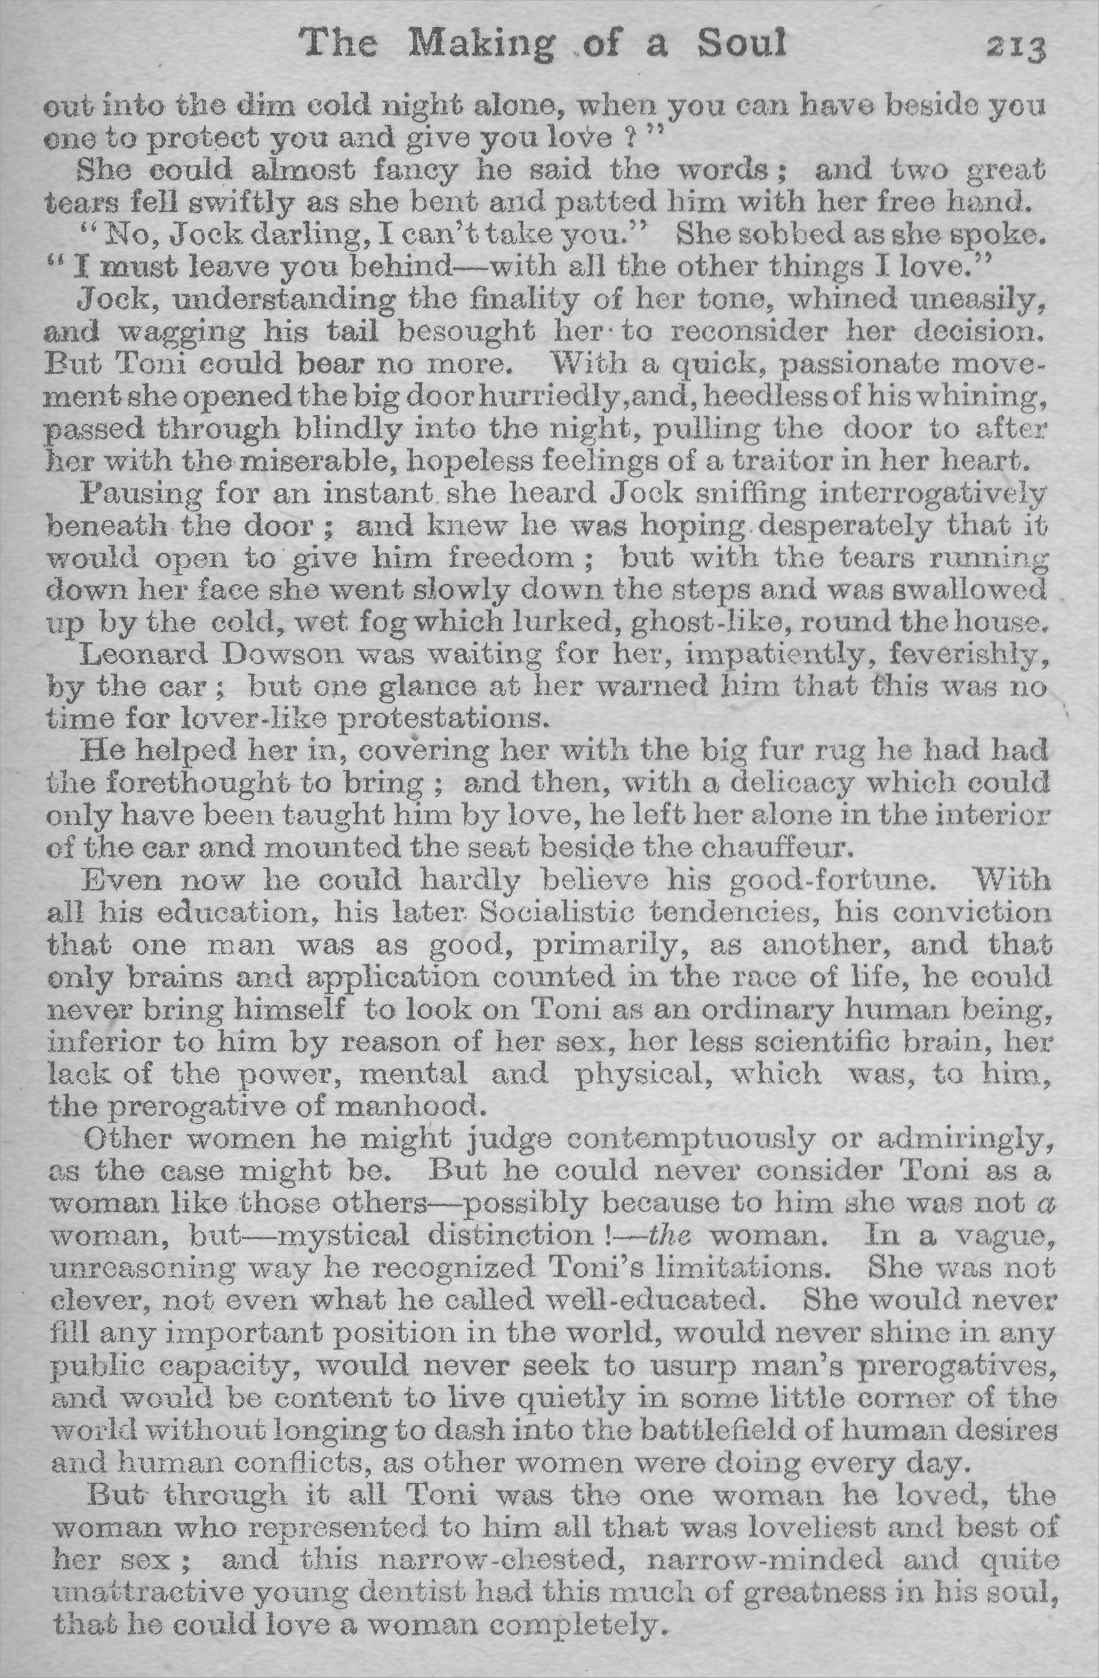 The Making of a Soul 213
out into the dim cold night alone, when you can have beside you
one to protect you and give you love ? "
She could almost fancy he said the words ; and two great
tears fell swiftly as she bent and patted him with her free hand.
" No, Jock darling, I can't take you." She sobbed as she spoke.
" I must leave you behind—with all the other things I love."
Jock, understanding the finality of her tone, whined uneasily,
and wagging his tail besought her to reconsider her decision.
But Toni could bear no more. With a quick, passionate move-
ment she opened the big door hurriedly, and, heedless of his whining,
passed through blindly into the night, pulling the door to after
her with the miserable, hopeless feelings of a traitor in her heart.
Pausing for an instant she heard Jock sniffing interrogatively
beneath the door ; and knew he was hoping desperately that it
would open to give him freedom ; but with the tears running
down her face she went slowly down the steps and was swallowed
up by the cold, wet fog which lurked, ghost-like, round the house.
Leonard Dowson was waiting for her, impatiently, feverishly,
by the car ; but one glance at her warned him that this was no
time for lover-like protestations.
He helped her in, covering her with the big fur rug he had had
the forethought to bring ; and then, with a delicacy which could
only have been taught him by love, he left her alone in the interior
of the car and mounted the seat beside the chauffeur.
Even now he could hardly believe his good-fortune. With
all his education, his later Socialistic tendencies, his conviction
that one man was as good, primarily, as another, and that
only brains and application counted in the race of life, he could
never bring himself to look on Toni as an ordinary human being,
inferior to him by reason of her sex, her less scientific brain, her
lack of the power, mental and physical, which was, to him,
the prerogative of manhood.
Other women he might judge contemptuously or admiringly,
as the case might be. But he could never consider Toni as a
woman like those others—possibly because to him she was not a
woman, but—mystical distinction !—the woman. In a vague,
unreasoning way he recognized Toni's limitations. She was not
clever, not even what he called well-educated. She would never
fill any important position in the world, would never shine in any
public capacity, would never seek to usurp man's prerogatives,
and would be content to live quietly in some little corner of the
world without longing to dash into the battlefield of human desires
and human conflicts, as other women were doing every day.
But through it all Toni was the one woman he loved, the
woman who represented to him all that was loveliest and best of
her sex ; and this narrow-chested, narrow-minded and quite
unattractive young dentist had this much of greatness in his soul,
that he could love a woman completely.